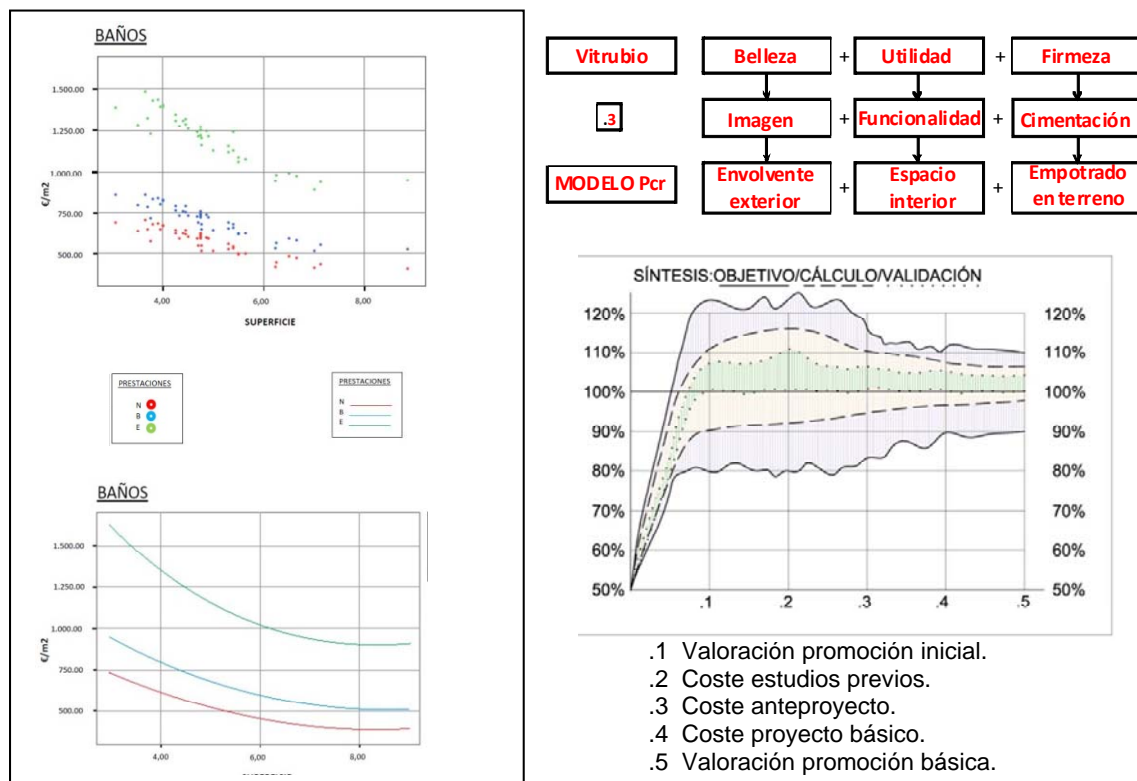 BAÑOS
1.500.00
1.250.00
1.000.00
750.00
500.00
€/m2
4,00
6,00
8,00
SUPERFICIE
PRESTACIONES
N
B
E
PRESTACIONES
N
B
E
BAÑOS
1.500.00
1.250.00
1.000.00
750.00
500.00
€/m2
4,00
6,00
8,00
SUPERFICIE
Vitrubio
Belleza
+
Utilidad
+
Firmeza
.3
Imagen
+
Funcionalidad
+
Cimentación
MODELO Pcr
Envolvente
exterior
+
Espacio
interior
+
Empotrado
en terreno
SÍNTESIS:OBJETIVO/CÁLCULO/VALIDACIÓN
120%
110%
100%
90%
80%
70%
60%
50%
120%
110%
100%
90%
80%
70%
60%
50%
.1
.2
.3
.4
.5
.1 Valoración promoción inicial.
.2 Coste estudios previos.
.3 Coste anteproyecto.
.4 Coste proyecto básico.
.5 Valoración promoción básica.